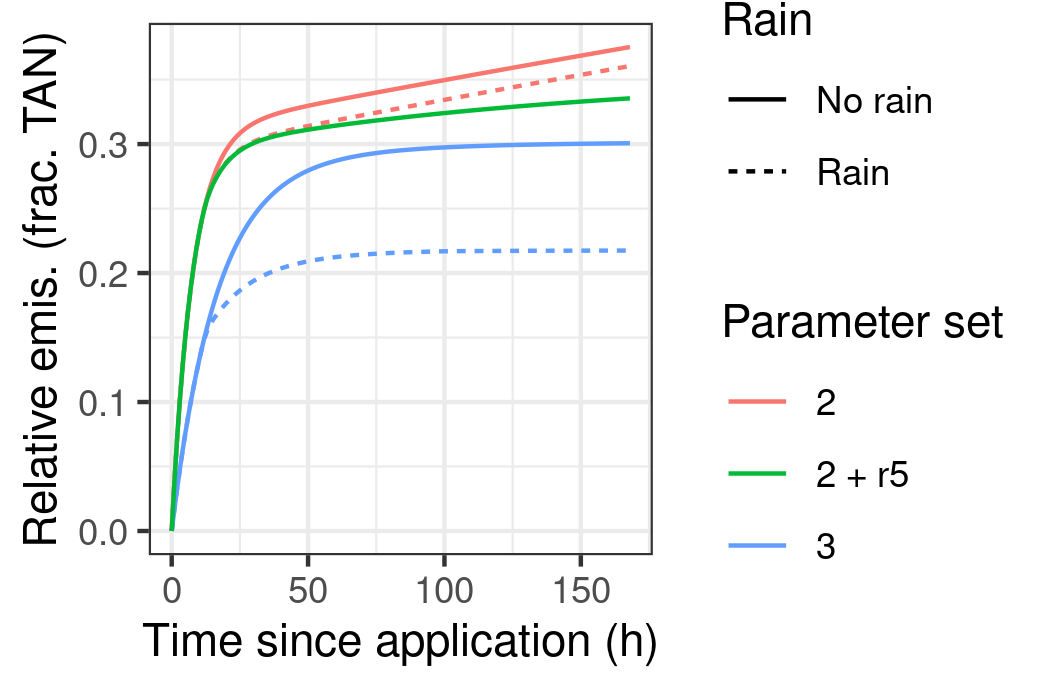 Relative emis. (frac. TAN)
0.3
0.2
0.1
0.0
0 50 100 150
Time since application (h)
Rain
No rain
Rain
Parameter set
2
2 + r5
3